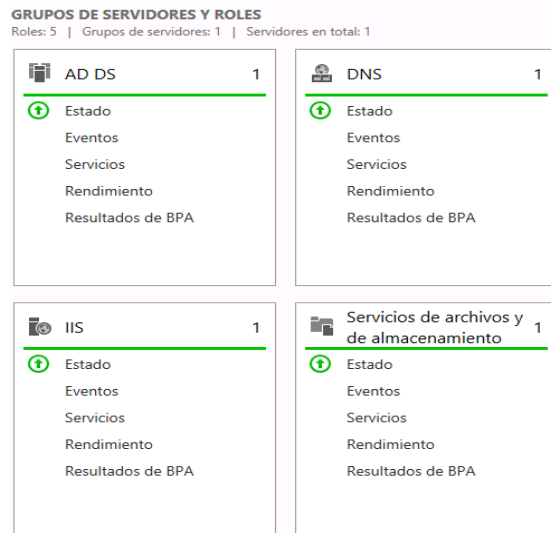 GRUPOS DE SERVIDORES Y ROLES
Roles: 5 | Grupos de servidores: 1 | Servidores en total: 1
AD DS 1
Estado
Eventos
Servicios
Rendimiento
Resultados de BPA
DNS 1
Estado
Eventos
Servicios
Rendimiento
Resultados de BPA
IIS 1
Estado
Eventos
Servicios
Rendimiento
Resultados de BPA
Servicios de archivos y
de almacenamiento 1
Estado
Eventos
Servicios
Rendimiento
Resultados de BPA